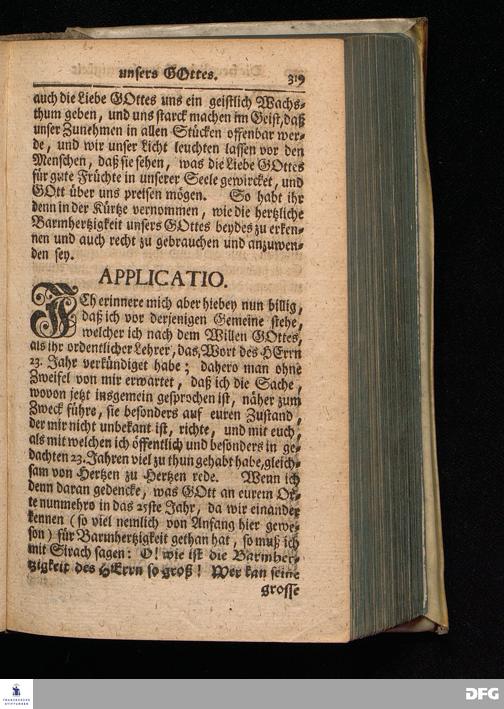 unsers GOttes. 319
auch die Liebe GOttes uns ein geistlich Wachs-
thum geben, und uns starck machen im Geist, daß
unser Zunehmen in allen Stücken offenbar wer-
de, und wir unser Licht leuchten lassen vor den
Menschen, daß sie sehen, was die Liebe GOttes
für gute Früchte in unserer Seele gewircket, und
GOtt über uns preisen mögen. So habt ihr
denn in der Kürtze vernommen, wie die hertzliche
Barmhertzigkeit unsers GOttes beydes zu erken-
nen und auch recht zu gebrauchen und anzuwen-
den sey.
APPLICATIO.
ICh erinnere mich aber hiebey nun billig,
daß ich vor derjenigen Gemeine stehe,
welcher ich nach dem Willen GOttes,
als ihr ordentlicher Lehrer, das Wort des HErrn
23. Jahr verkündiget habe; dahero man ohne
Zweifel von mir erwartet, daß ich die Sache,
wovon jetzt insgemein gesprochen ist, näher zum
Zweck führe, sie besonders auf euren Zustand,
der mir nicht unbekant ist, richte, und mit euch,
als mit welchen ich öffentlich und besonders in ge-
dachten 23. Jahren viel zu thun gehabt habe, gleich-
sam von Hertzen zu Hertzen rede. Wenn ich
denn daran gedencke, was GOtt an eurem Or-
te nunmehro in das 25ste Jahr, da wir einander
kennen (so viel nemlich von Anfang hier gewe-
son) für Barmhertzigkeit gethan hat, so muß ich
mit Sirach sagen: O! wie ist die Barmher-
tzigkeit des HErrn so groß! Wer kan seine
grosse
FRANCKESCHE
STIFTUNGEN
DFG